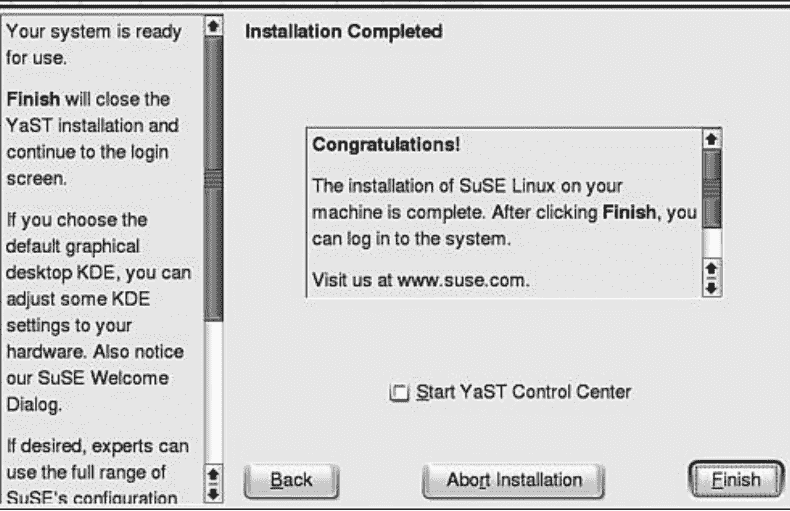 Your system is ready
for use.
Finish will close the
YaST installation and
continue to the login
screen.
If you choose the
default graphical
desktop KDE, you can
adjust some KDE
settings to your
hardware. Also notice
our SuSE Welcome
Dialog.
If desired, experts can
use the full range of
SuSE's configuration
Installation Completed
Congratulations!
The installation of SuSE Linux on your
machine is complete. After clicking Finish, you
can log in to the system.
Visit us at www.suse.com.
Start YaST Control Center
Back
Abort Installation
Finish